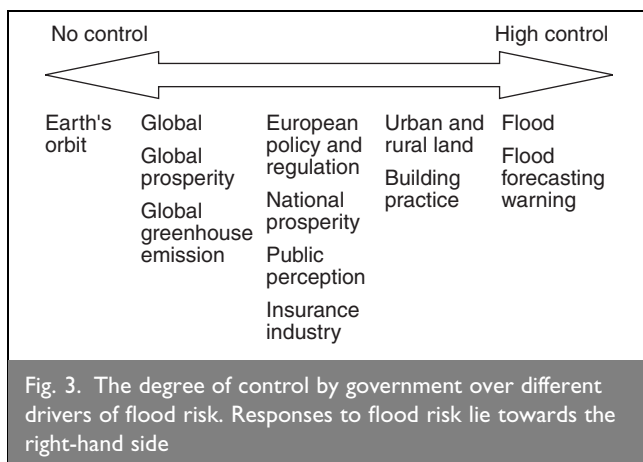 No control
High control
Earth's
orbit
Global
Global
prosperity
Global
greenhouse
emission
European
policy and
regulation
National
prosperity
Public
perception
Insurance
industry
Urban and
rural land
Building
practice
Flood
Flood
forecasting
warning
Fig. 3. The degree of control by government over different
drivers of flood risk. Responses to flood risk lie towards the
right-hand side